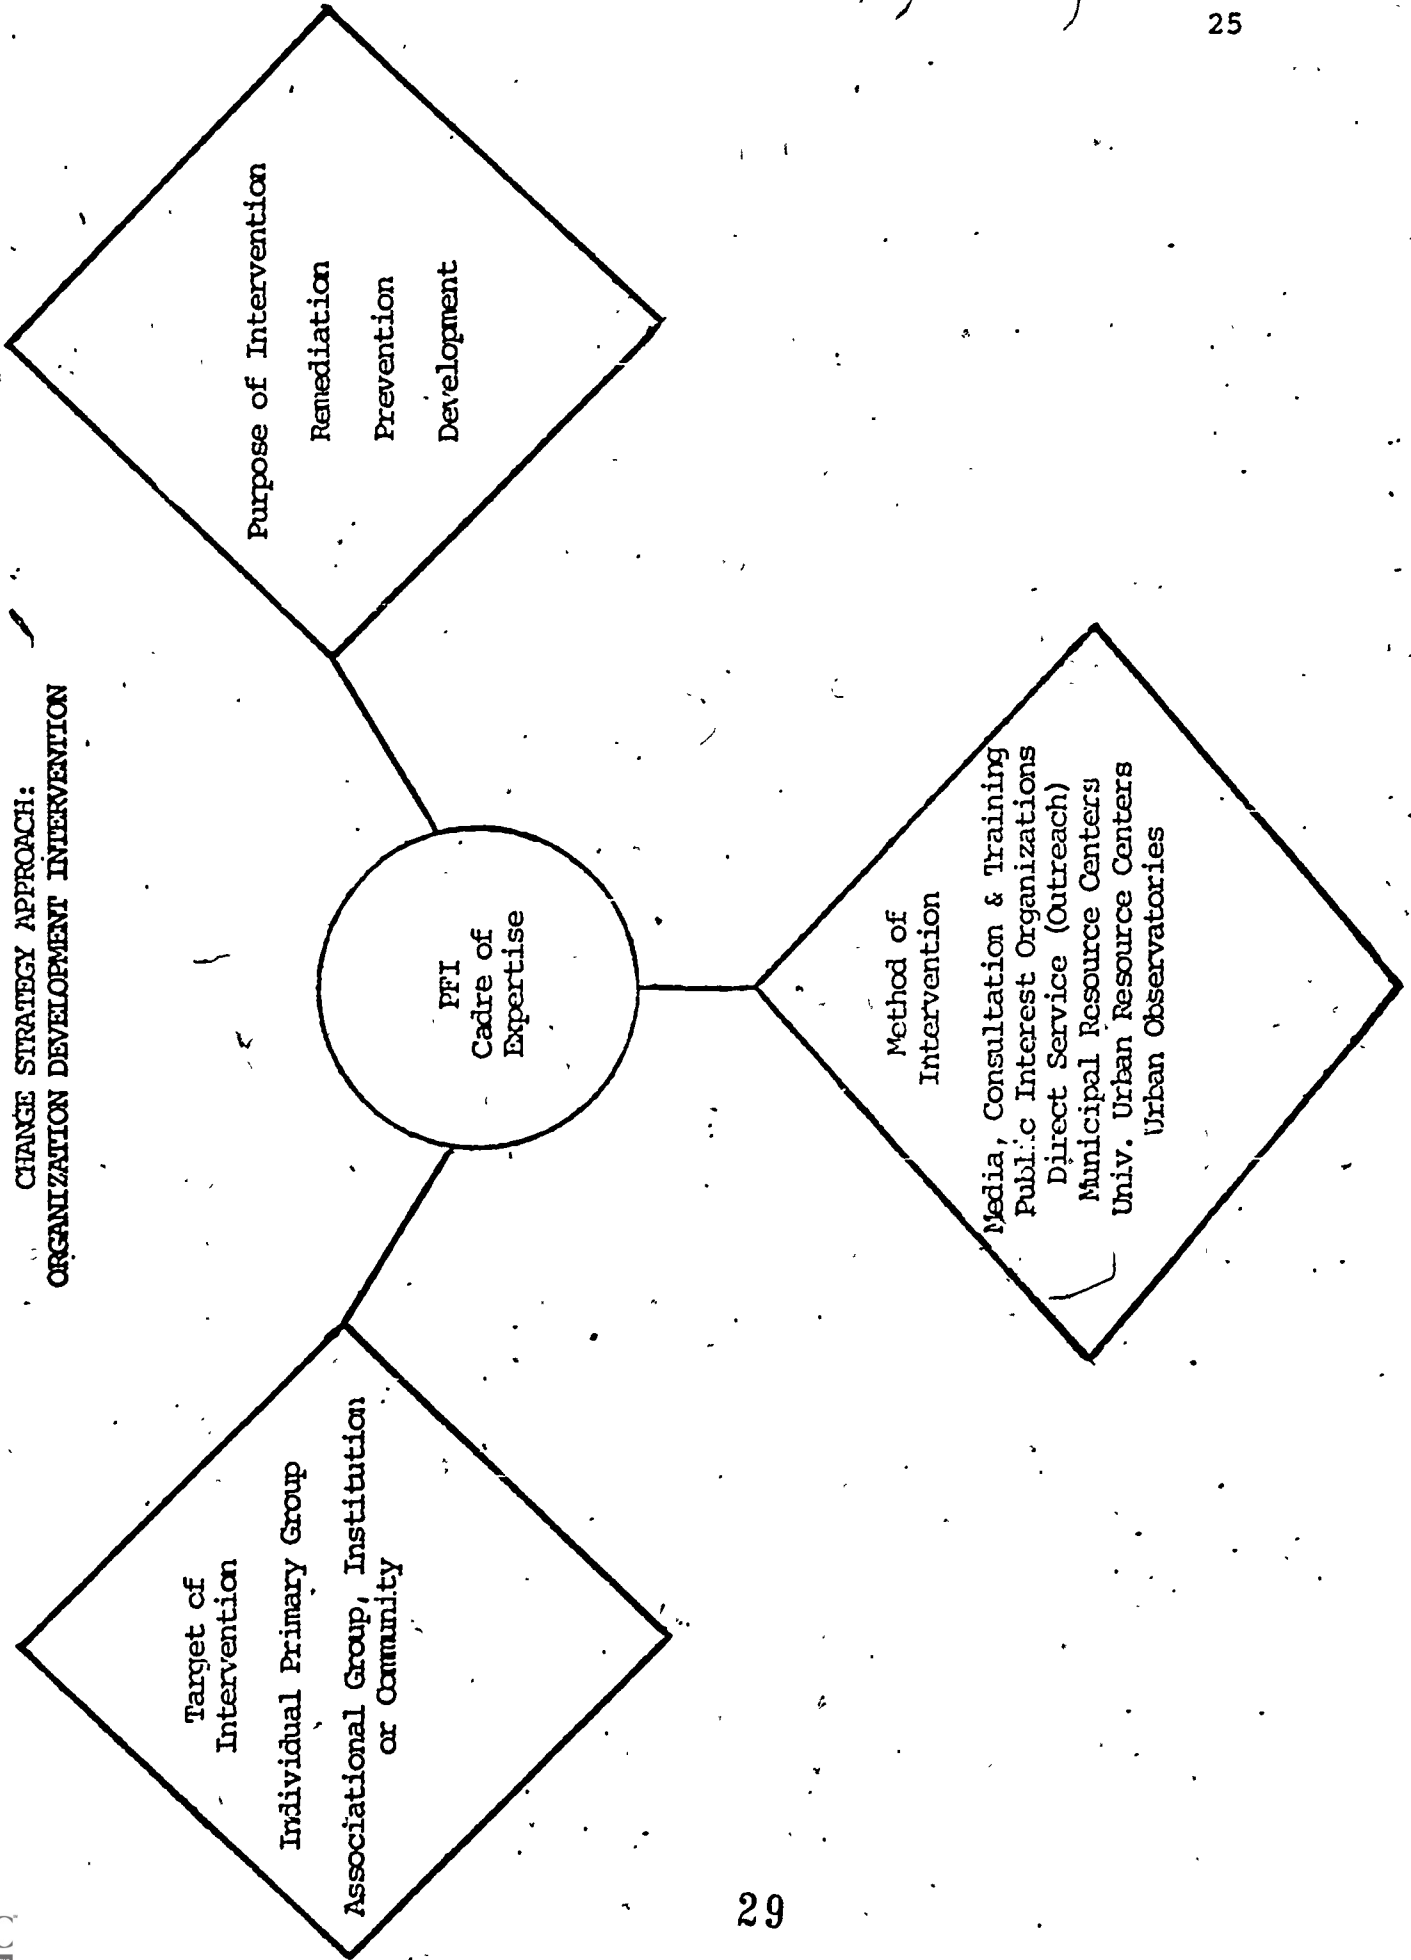 25
CHANGE STRATEGY APPROACH:
ORGANIZATION DEVELOPMENT INTERVENTION
Target of
Intervention
Individual Primary Group
Associational Group, Institution
or Community
PFI
Cadre of
Expertise
Purpose of Intervention
Remediation
Prevention
Development
Method of
Intervention
Media, Consultation & Training
Public Interest Organizations
Direct Service (Outreach)
Municipal Resource Centers
Univ. Urban Resource Centers
Urban Observatories
29